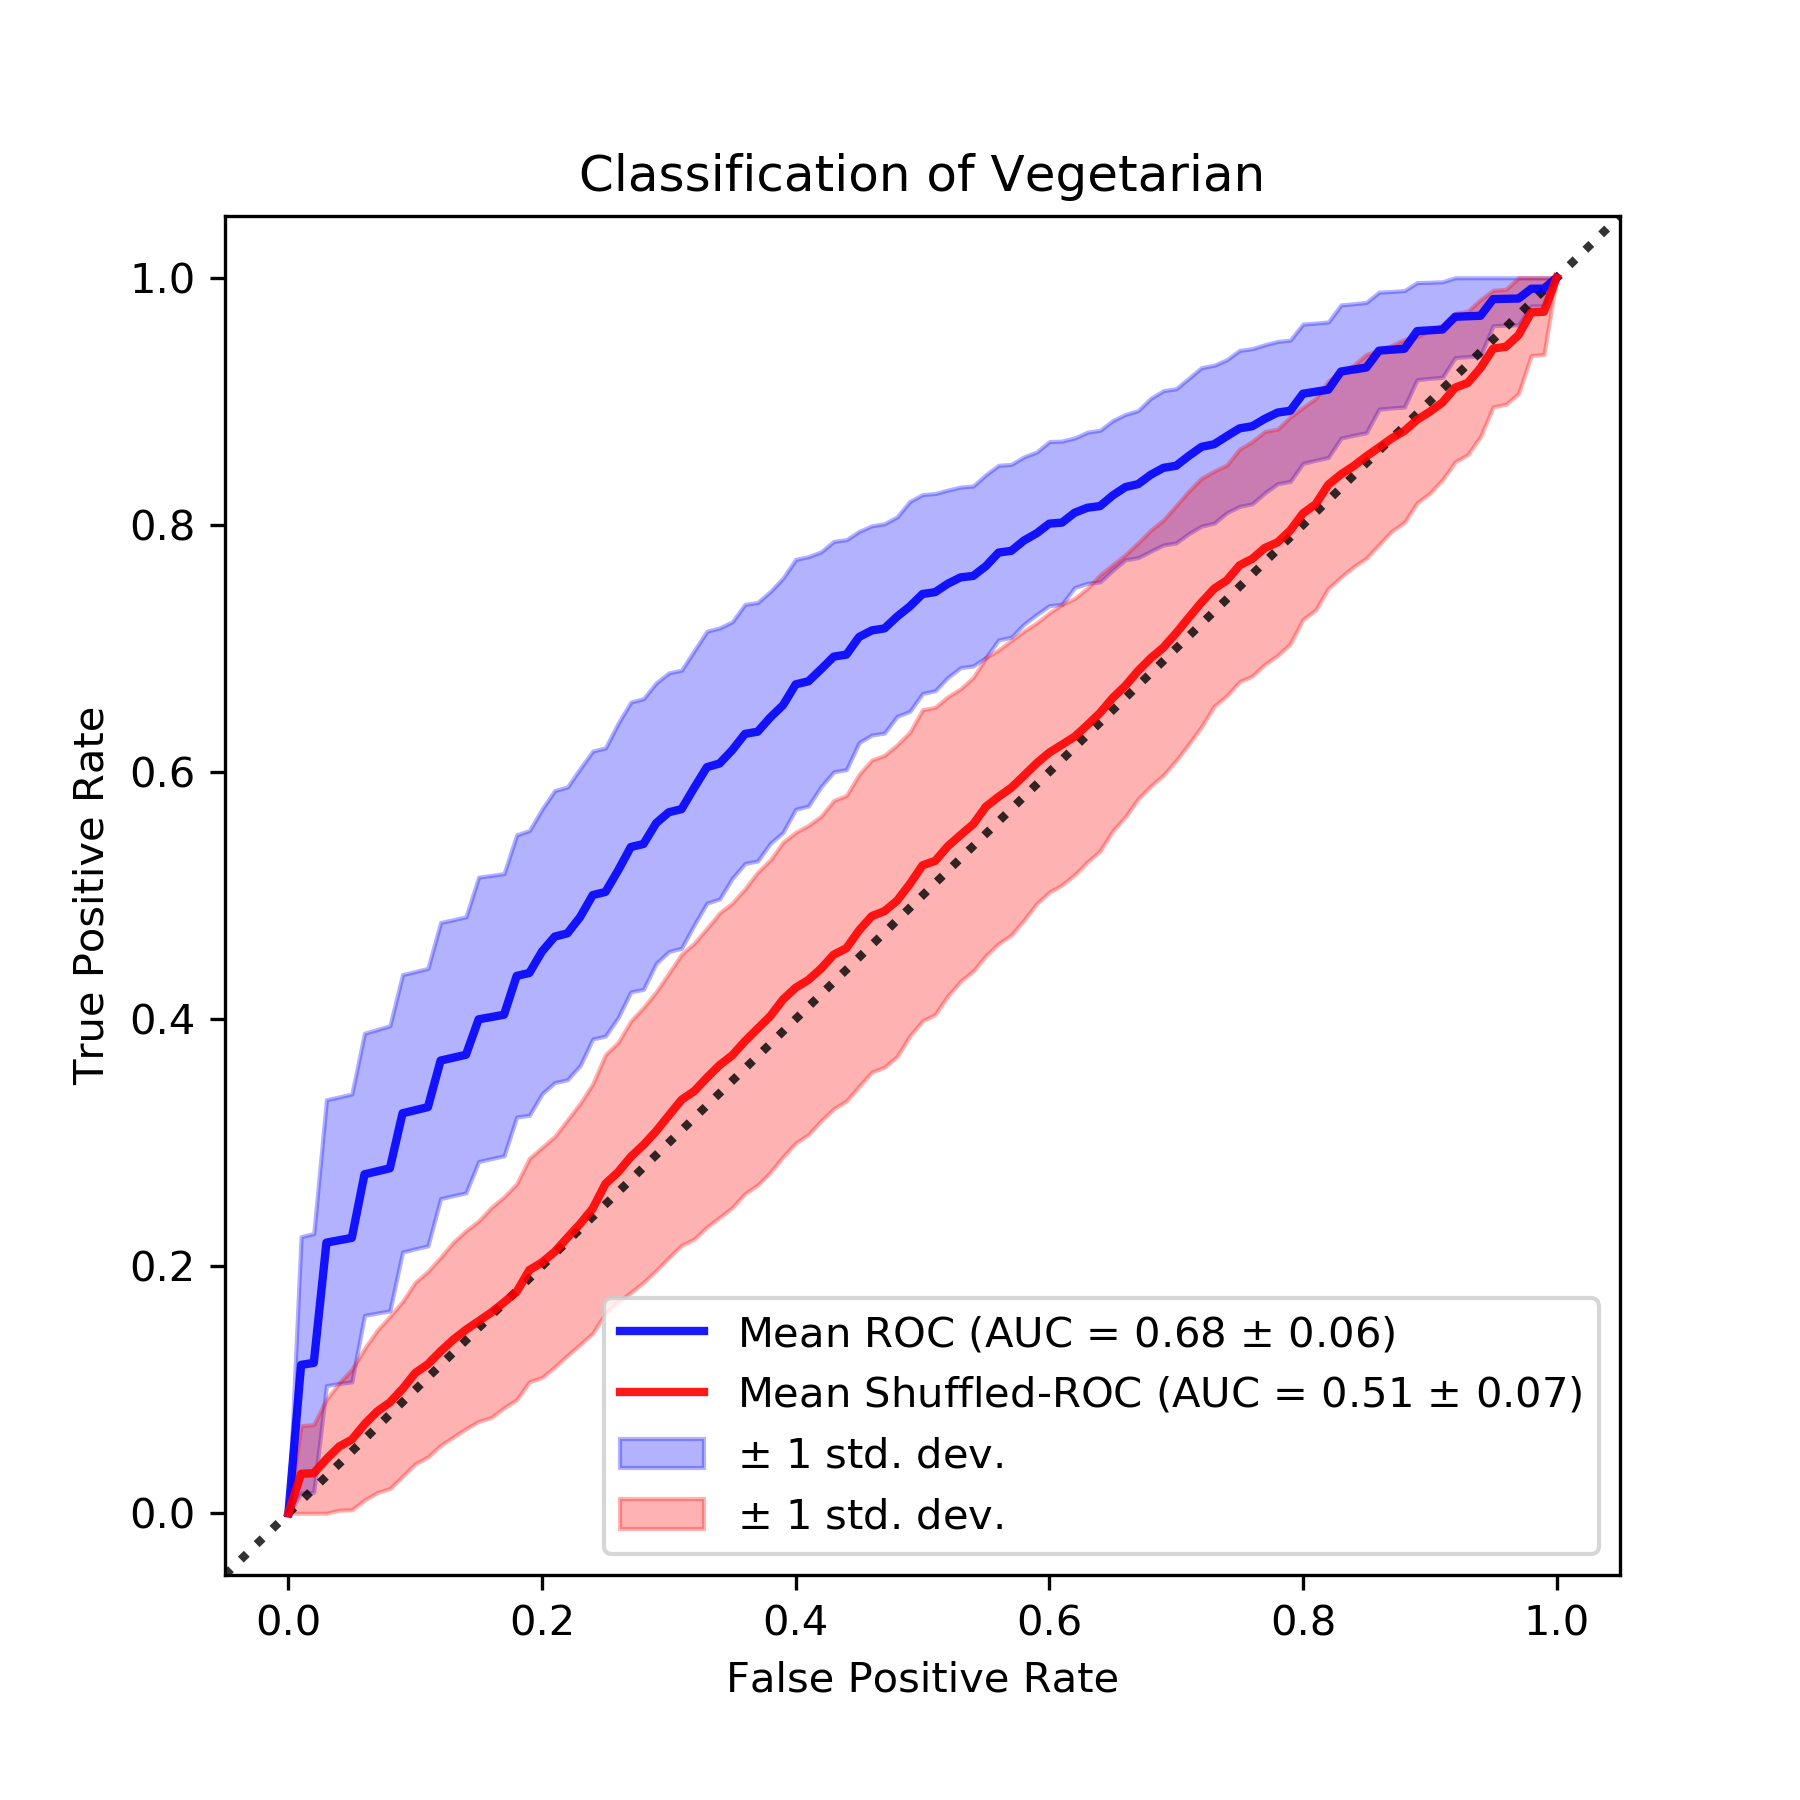 Classification of Vegetarian
True Positive Rate
1.0
0.8
0.6
0.4
0.2
0.0
Mean ROC (AUC = 0.68 ± 0.06)
Mean Shuffled-ROC (AUC = 0.51 ± 0.07)
± 1 std. dev.
± 1 std. dev.
0.0 0.2 0.4 0.6 0.8 1.0
False Positive Rate